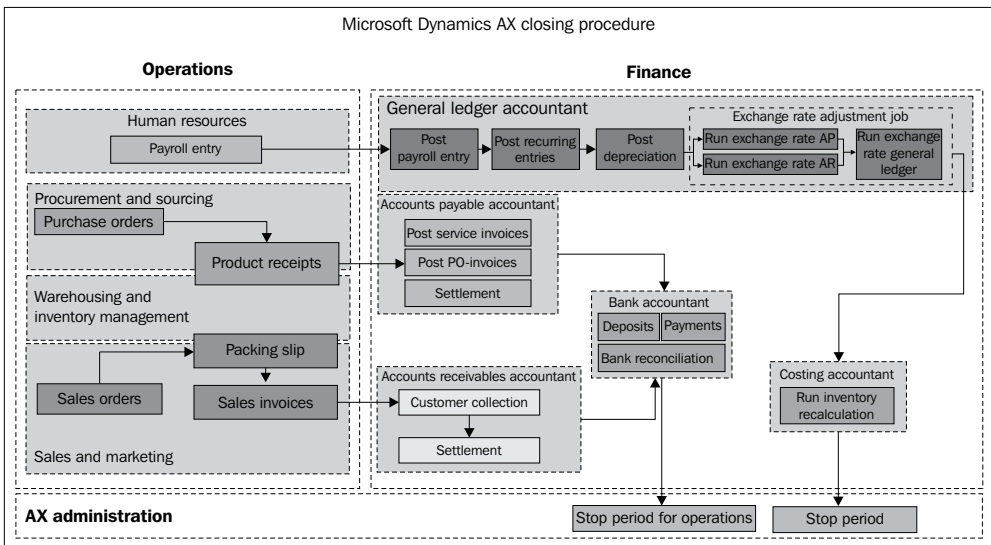 Microsoft Dynamics AX closing procedure
Operations
Finance
Human resources
Payroll entry
General ledger accountant
Post
payroll entry
Post recurring
entries
Post
depreciation
Exchange rate adjustment job
Run exchange rate AP
Run exchange rate AR
Run exchange
rate general
ledger
Procurement and sourcing
Purchase orders
Product receipts
Accounts payable accountant
Post service invoices
Post PO-invoices
Settlement
Warehousing and
inventory management
Bank accountant
Deposits
Payments
Bank reconciliation
Packing slip
Sales orders
Sales invoices
Sales and marketing
Accounts receivables accountant
Customer collection
Settlement
Costing accountant
Run inventory
recalculation
AX administration
Stop period for operations
Stop period